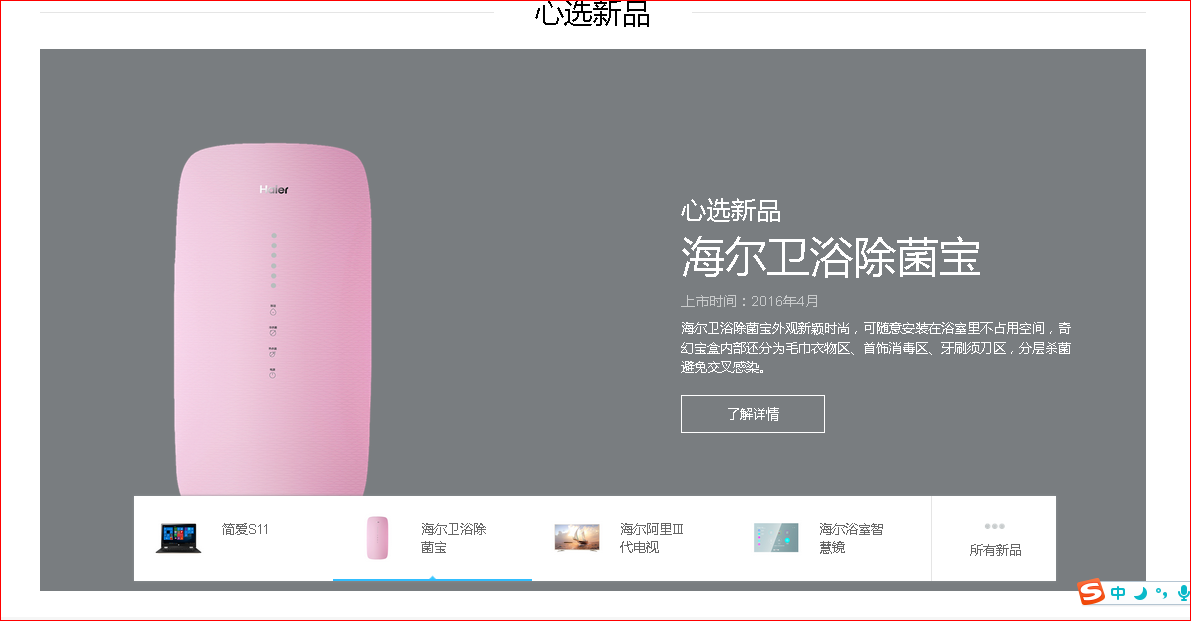 心选新品
Haier
心选新品
海尔卫浴除菌宝
上市时间：2016年4月
海尔卫浴除菌宝外观新颖时尚，可随意安装在浴室里不占用空间，奇
幻宝盒内部还分为毛巾衣物区、首饰消毒区、牙刷须刀区，分层杀菌
避免交叉感染。
了解详情
简爱S11
海尔卫浴除
菌宝
海尔阿里Ⅲ
代电视
海尔浴室智
慧镜
所有新品
S中